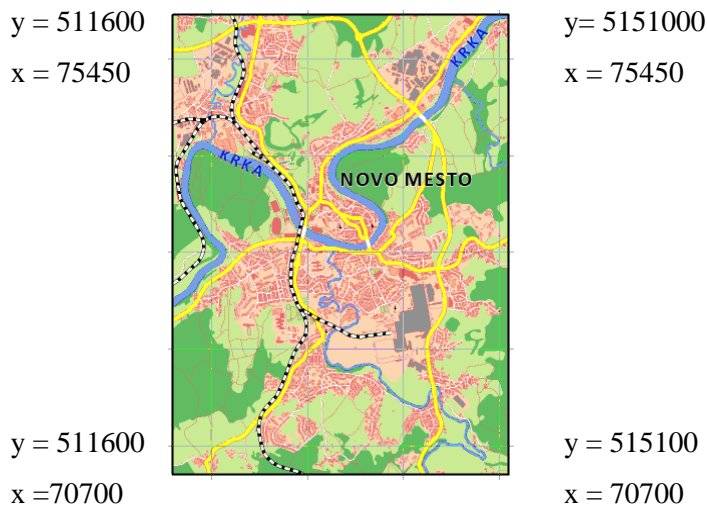 y = 511600
y= 5151000
x = 75450
x = 75450
KRKA
KRKA
NOVO MESTO
y = 511600
y = 515100
x =70700
x = 70700